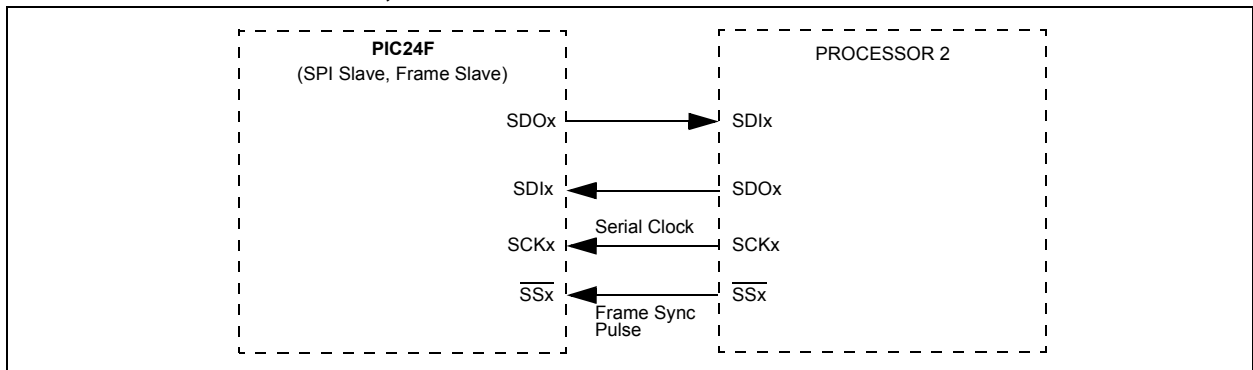 PIC24F
(SPI Slave, Frame Slave)
PROCESSOR 2
SDOx
SDIx
SDIx
SDOx
Serial Clock
SCKx
SCKx
SSx
SSx
Frame Sync
Pulse